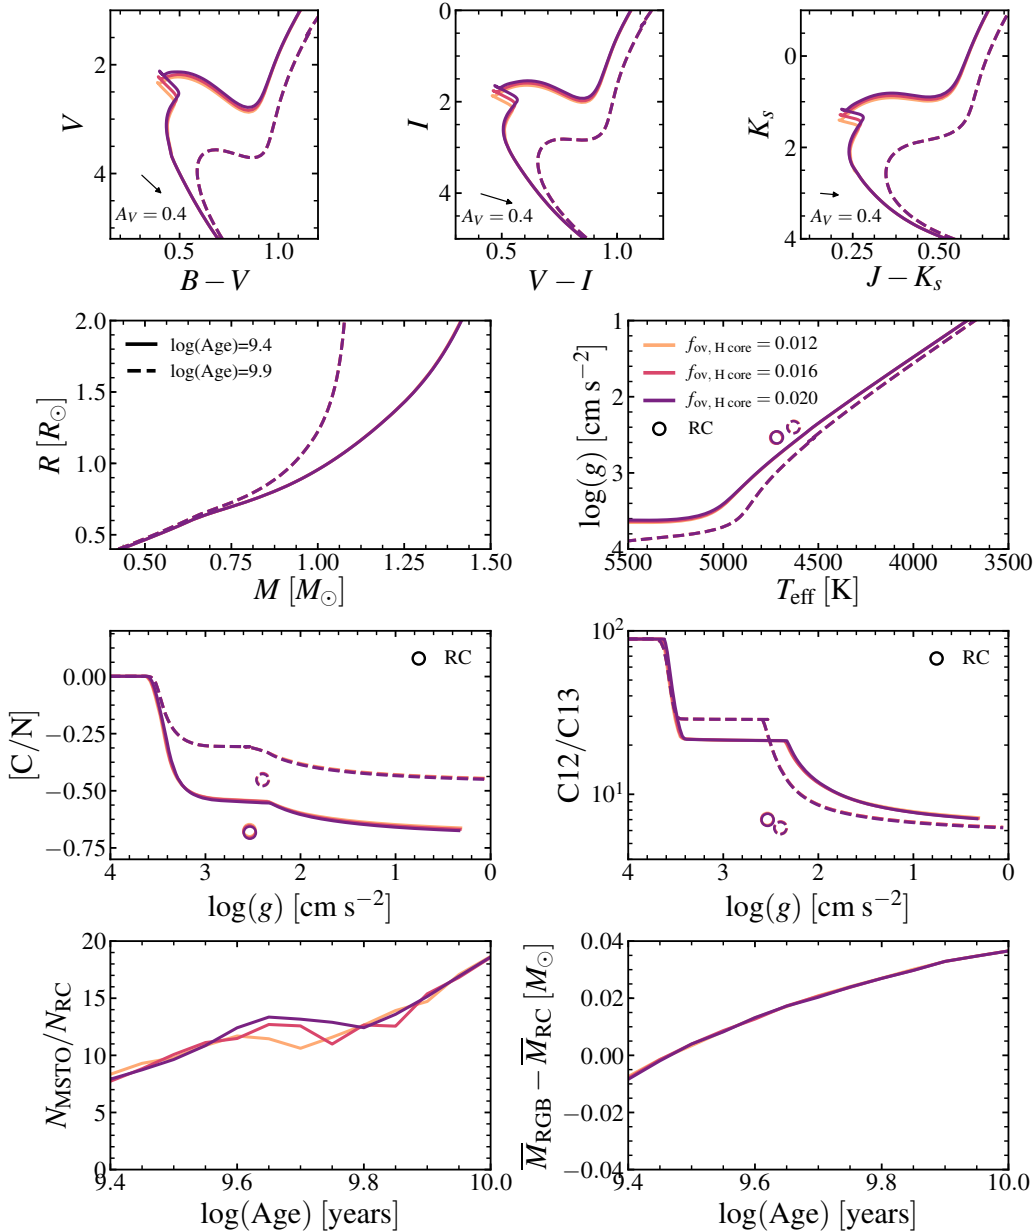 V
2
4
0.5
1.0
B − V
A_V = 0.4
I
0
2
4
0.5
1.0
V − I
A_V = 0.4
K_s
0
2
4
0.25
0.50
J − K_s
A_V = 0.4
R [R_⊙]
2.0
1.5
1.0
0.5
0.50
0.75
1.00
1.25
1.50
M [M_⊙]
log(Age)=9.4
log(Age)=9.9
log(g) [cm s⁻²]
1
2
3
4
5500
5000
4500
4000
3500
T_eff [K]
f_ov, H core = 0.012
f_ov, H core = 0.016
f_ov, H core = 0.020
RC
[C/N]
0.00
−0.25
−0.50
−0.75
4
3
2
1
0
log(g) [cm s⁻²]
RC
C12/C13
10²
10¹
4
3
2
1
0
log(g) [cm s⁻²]
RC
N_MSTO/N_RC
20
15
10
5
0
9.4
9.6
9.8
10.0
log(Age) [years]
M̅_RGB − M̅_RC [M_⊙]
0.04
0.02
0.00
−0.02
−0.04
9.4
9.6
9.8
10.0
log(Age) [years]